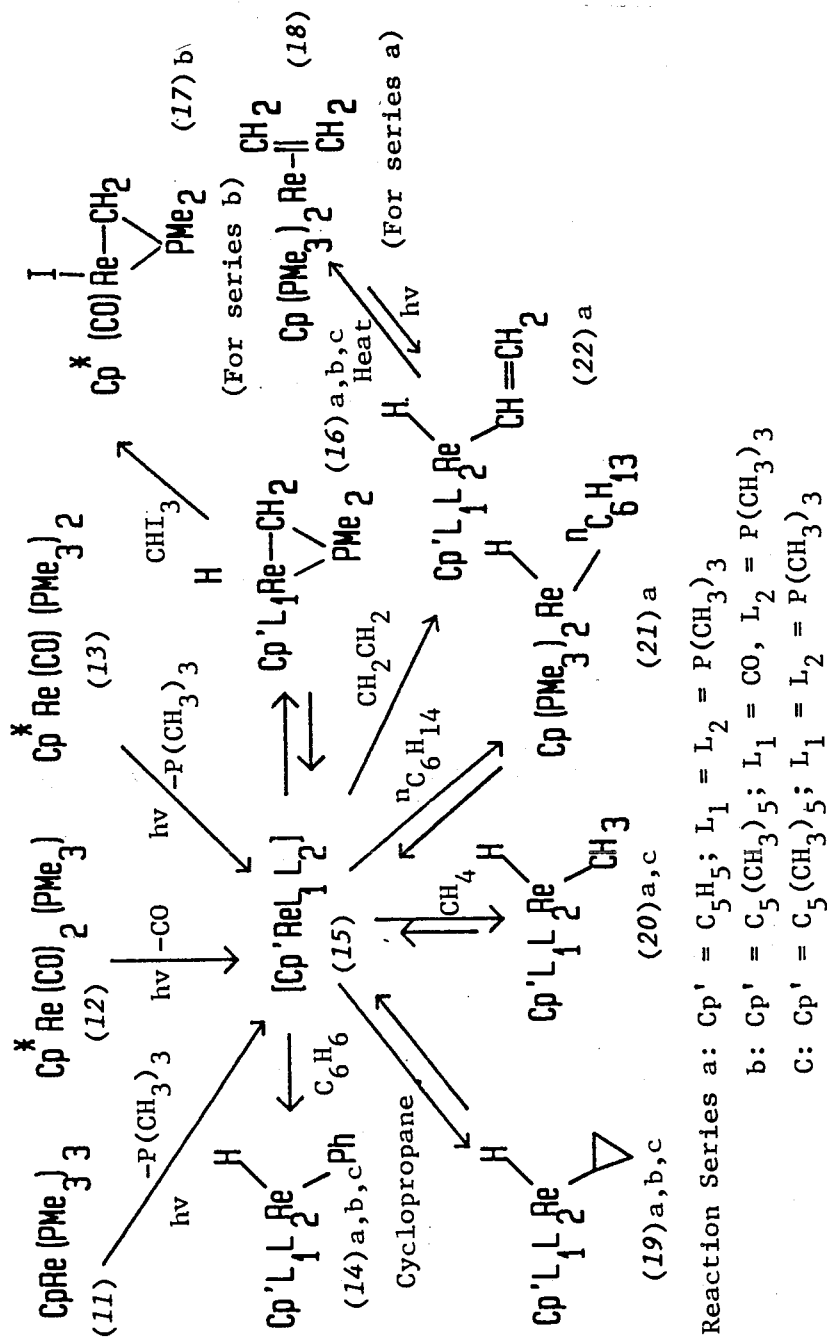 CpRe(PMe3)3
(11)
Cp* Re(CO)2(PMe3)
(12)
Cp* Re(CO)(PMe3)2
(13)
hν
-P(CH3)3
hν
-CO
hν
-P(CH3)3
[Cp'ReL1L2]
(15)
C6H6
H
Cp'L1L2Re
Ph
(14)a,b,c
Cyclopropane
H
Cp'L1L2Re
(19)a,b,c
CH4
H
Cp'L1L2Re
CH3
(20)a,c
nC6H14
H
Cp(PMe3)2Re
nC6H13
(21)a
CH2CH2
H
Cp'L1L2Re
CH=CH2
(22)a
H
Cp'L1Re—CH2
PMe2
(16)a,b,c
CHI3
I
Cp* (CO)Re—CH2
PMe2
(17)b
(For series b)
Heat
hν
CH2
Cp(PMe3)2Re
CH2
(18)
(For series a)
Reaction Series a: Cp' = C5H5; L1 = L2 = P(CH3)3
b: Cp' = C5(CH3)5; L1 = CO, L2 = P(CH3)3
C: Cp' = C5(CH3)5; L1 = L2 = P(CH3)3